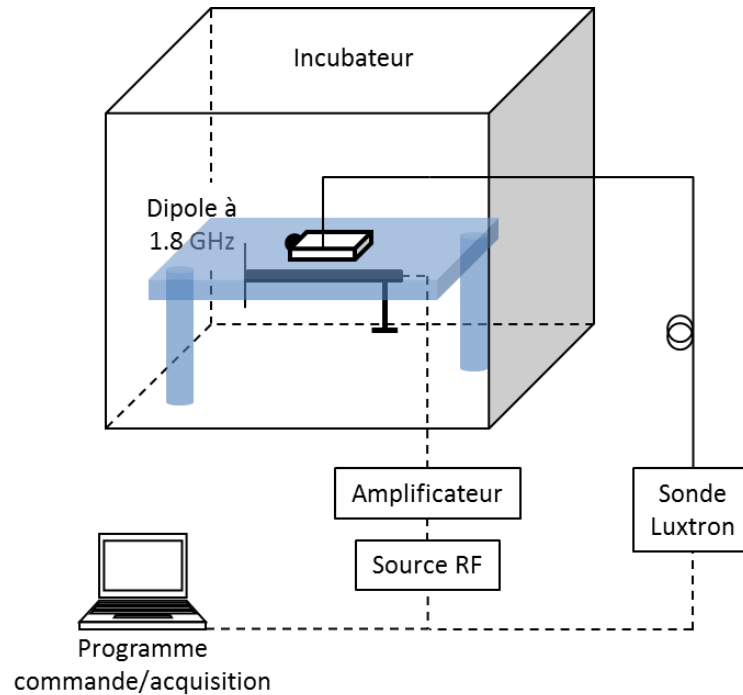 Incubateur
Dipole à
1.8 GHz
Amplificateur
Source RF
Sonde
Luxtron
Programme
commande/acquisition